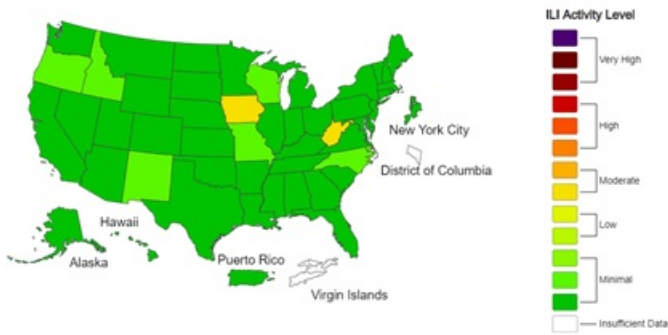 ILI Activity Level
Very High
High
Moderate
Low
Minimal
Insufficient Data
New York City
District of Columbia
Hawaii
Alaska
Puerto Rico
Virgin Islands